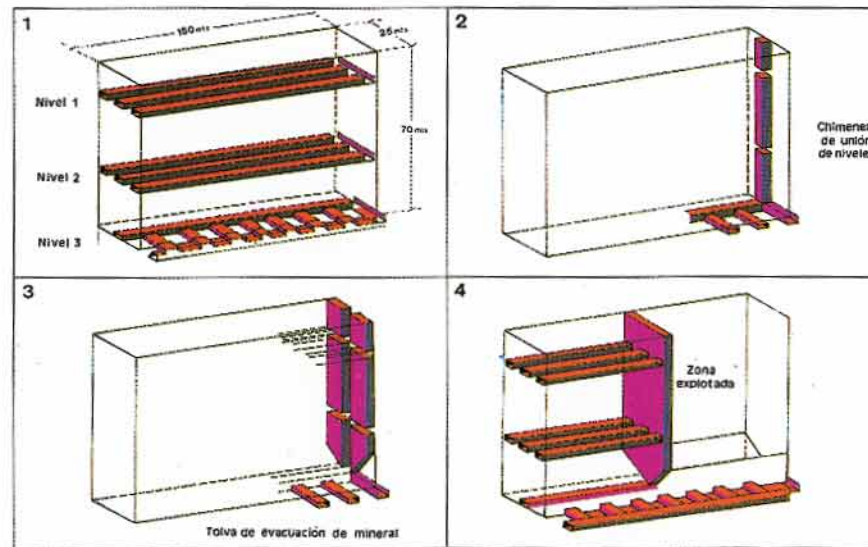 1
150 mts
25 mts
Nivel 1
70 mts
Nivel 2
Nivel 3
2
Chimenea
de unión
de niveles
3
Tolva de evacuación de mineral
4
Zona
explotada